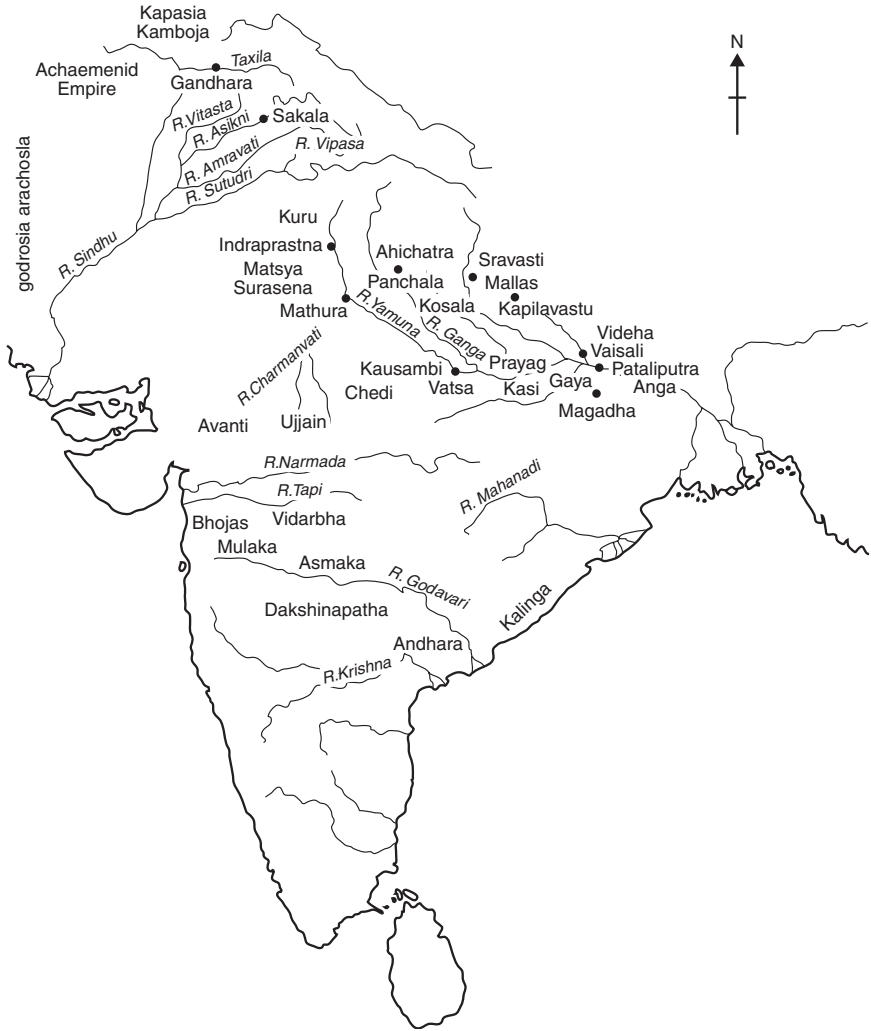 Kapasia
Kamboja
N
Achaemenid
Empire
Taxila
Gandhara
R.Vitasta
R. Asikni
Sakala
R. Amravati
R. Vipasa
R. Sutudri
godrosia arachosla
R. Sindhu
Kuru
Indraprastna
Ahichatra
Matsya
Surasena
Panchala
Sravasti
Mallas
Mathura
R.Yamuna
Kosala
Kapilavastu
R. Ganga
Videha
Vaisali
R.Charmanvati
Kausambi
Prayag
Pataliputra
Vatsa
Kasi
Gaya
Anga
Chedi
Magadha
Avanti
Ujjain
R.Narmada
R.Tapi
R. Mahanadi
Bhojas
Vidarbha
Mulaka
Asmaka
R. Godavari
Dakshinapatha
Kalinga
Andhara
R.Krishna